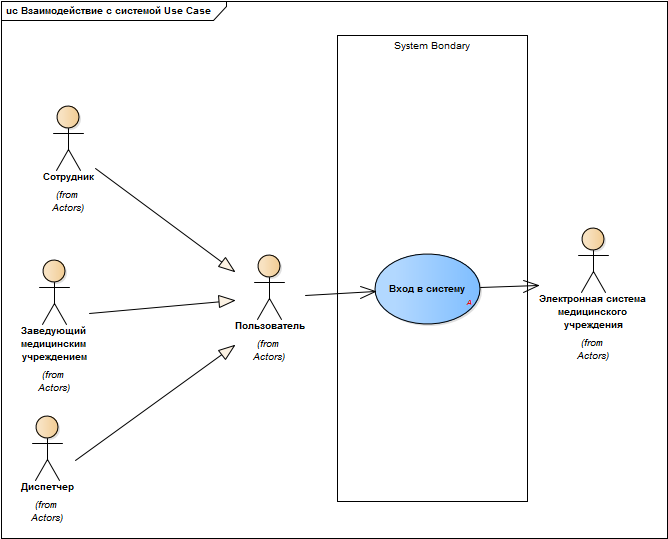 uc Взаимодействие с системой Use Case
System Bondary
Сотрудник
(from
Actors)
Заведующий
медицинским
учреждением
(from
Actors)
Диспетчер
(from
Actors)
Пользователь
(from
Actors)
Вход в систему
A
Электронная система
медицинского
учреждения
(from
Actors)